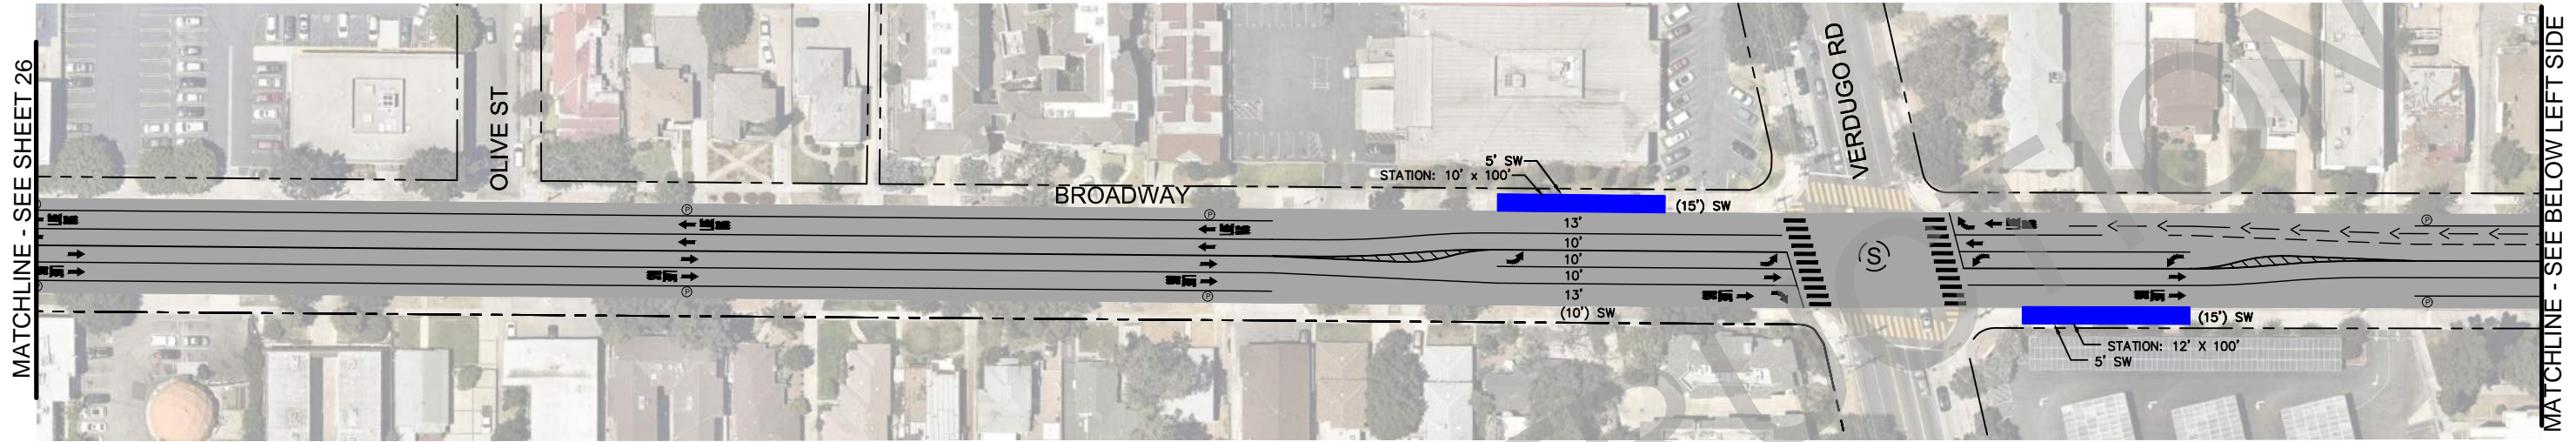 MATCHLINE - SEE SHEET 26
OLIVE ST
BROADWAY
5' SW
STATION: 10' x 100'
(15') SW
VERDUGO RD
13'
10'
10'
10'
13'
(10') SW
S
P
P
P
P
P
P
(15') SW
STATION: 12' X 100'
5' SW
MATCHLINE - SEE BELOW LEFT SIDE
UCTION